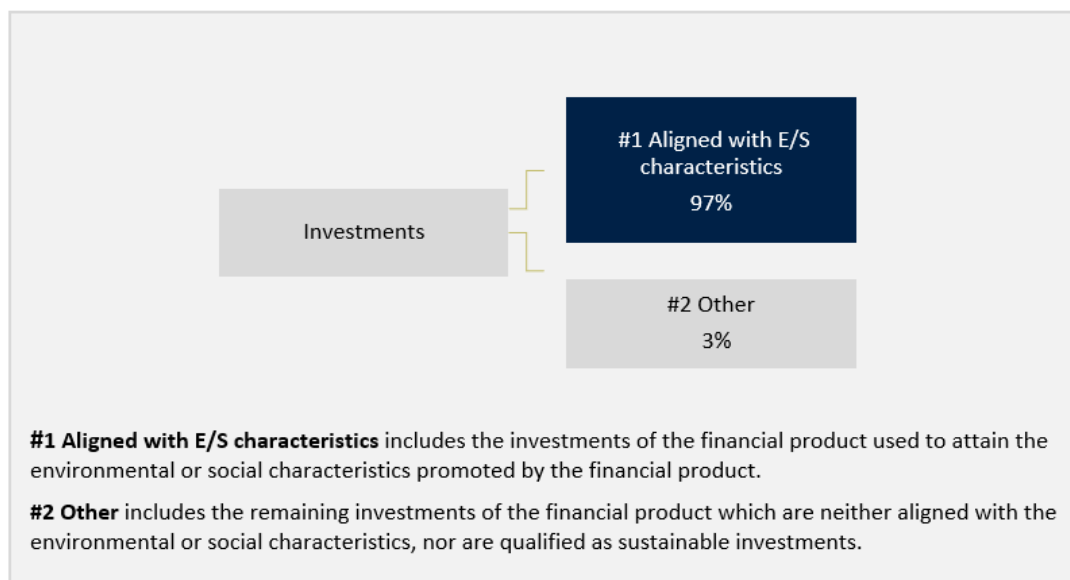 #1 Aligned with E/S
characteristics
97%
Investments
#2 Other
3%
#1 Aligned with E/S characteristics includes the investments of the financial product used to attain the
environmental or social characteristics promoted by the financial product.
#2 Other includes the remaining investments of the financial product which are neither aligned with the
environmental or social characteristics, nor are qualified as sustainable investments.